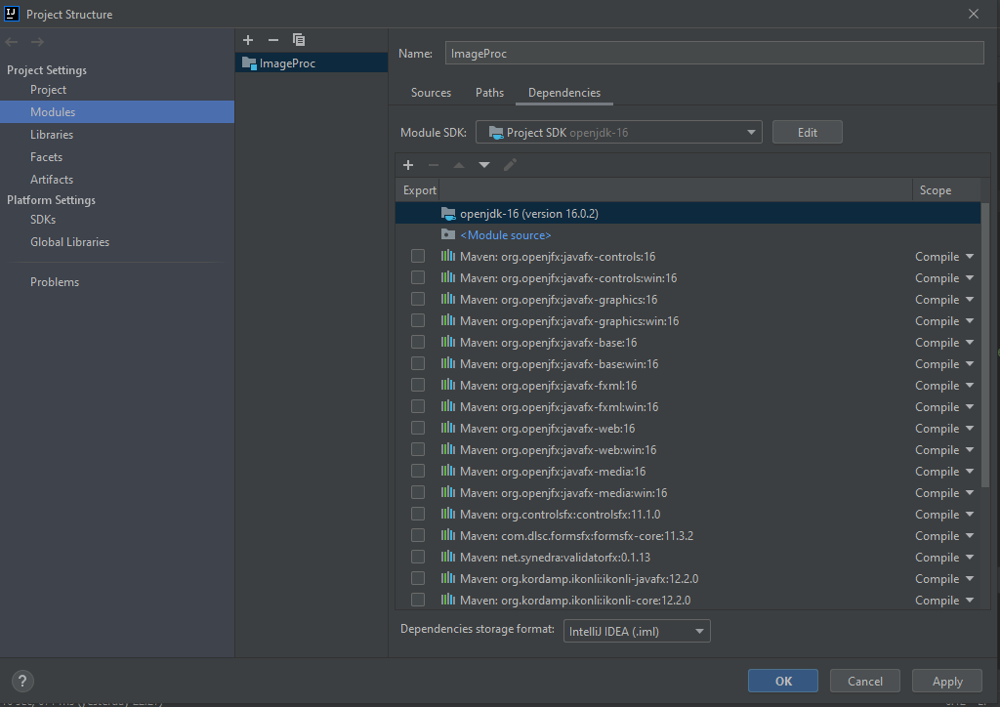 Project Structure
Project Settings
Project
Modules
Libraries
Facets
Artifacts
Platform Settings
SDKs
Global Libraries
Problems
ImageProc
Name: ImageProc
Sources Paths Dependencies
Module SDK: Project SDK openjdk-16 Edit
Export Scope
openjdk-16 (version 16.0.2)
<Module source>
Maven: org.openjfx:javafx-controls:16 Compile
Maven: org.openjfx:javafx-controls:win:16 Compile
Maven: org.openjfx:javafx-graphics:16 Compile
Maven: org.openjfx:javafx-graphics:win:16 Compile
Maven: org.openjfx:javafx-base:16 Compile
Maven: org.openjfx:javafx-base:win:16 Compile
Maven: org.openjfx:javafx-fxml:16 Compile
Maven: org.openjfx:javafx-fxml:win:16 Compile
Maven: org.openjfx:javafx-web:16 Compile
Maven: org.openjfx:javafx-web:win:16 Compile
Maven: org.openjfx:javafx-media:16 Compile
Maven: org.openjfx:javafx-media:win:16 Compile
Maven: org.controlsfx:controlsfx:11.1.0 Compile
Maven: com.dlsc.formsfx:formsfx-core:11.3.2 Compile
Maven: net.synedra:validatorfx:0.1.13 Compile
Maven: org.kordamp.ikonli:ikonli-javafx:12.2.0 Compile
Maven: org.kordamp.ikonli:ikonli-core:12.2.0 Compile
Dependencies storage format: IntelliJ IDEA (.iml)
? OK Cancel Apply